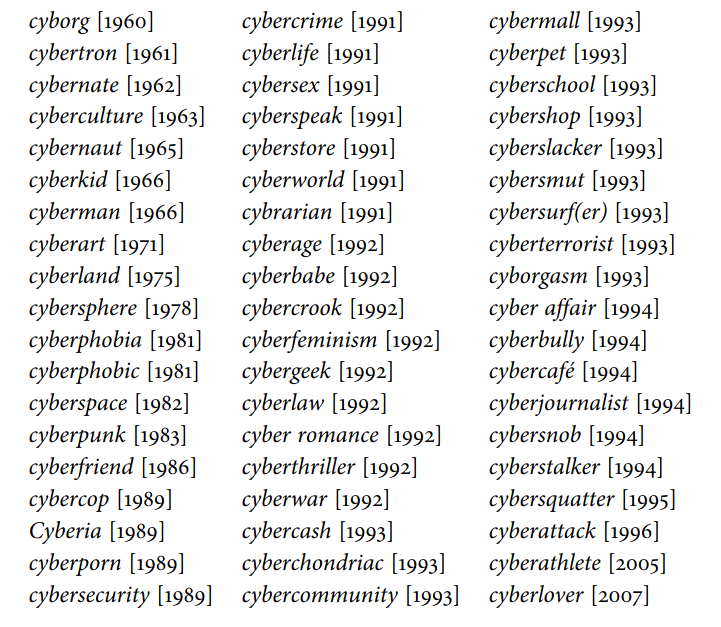 cyborg [1960]
cybertron [1961]
cybernate [1962]
cyberculture [1963]
cybernaut [1965]
cyberkid [1966]
cyberman [1966]
cyberart [1971]
cyberland [1975]
cybersphere [1978]
cyberphobia [1981]
cyberphobic [1981]
cyberspace [1982]
cyberpunk [1983]
cyberfriend [1986]
cybercop [1989]
Cyberia [1989]
cyberporn [1989]
cybersecurity [1989]
cybercrime [1991]
cyberlife [1991]
cybersex [1991]
cyberspeak [1991]
cyberstore [1991]
cyberworld [1991]
cybrarian [1991]
cyberage [1992]
cyberbabe [1992]
cybercrook [1992]
cyberfeminism [1992]
cybergeek [1992]
cyberlaw [1992]
cyber romance [1992]
cyberthriller [1992]
cyberwar [1992]
cybercash [1993]
cyberchondriac [1993]
cybercommunity [1993]
cybermall [1993]
cyberpet [1993]
cyberschool [1993]
cybershop [1993]
cyberslacker [1993]
cybersmut [1993]
cybersurf(er) [1993]
cyberterrorist [1993]
cyborgasm [1993]
cyber affair [1994]
cyberbully [1994]
cybercafé [1994]
cyberjournalist [1994]
cybersnob [1994]
cyberstalker [1994]
cybersquatter [1995]
cyberattack [1996]
cyberathlete [2005]
cyberlover [2007]